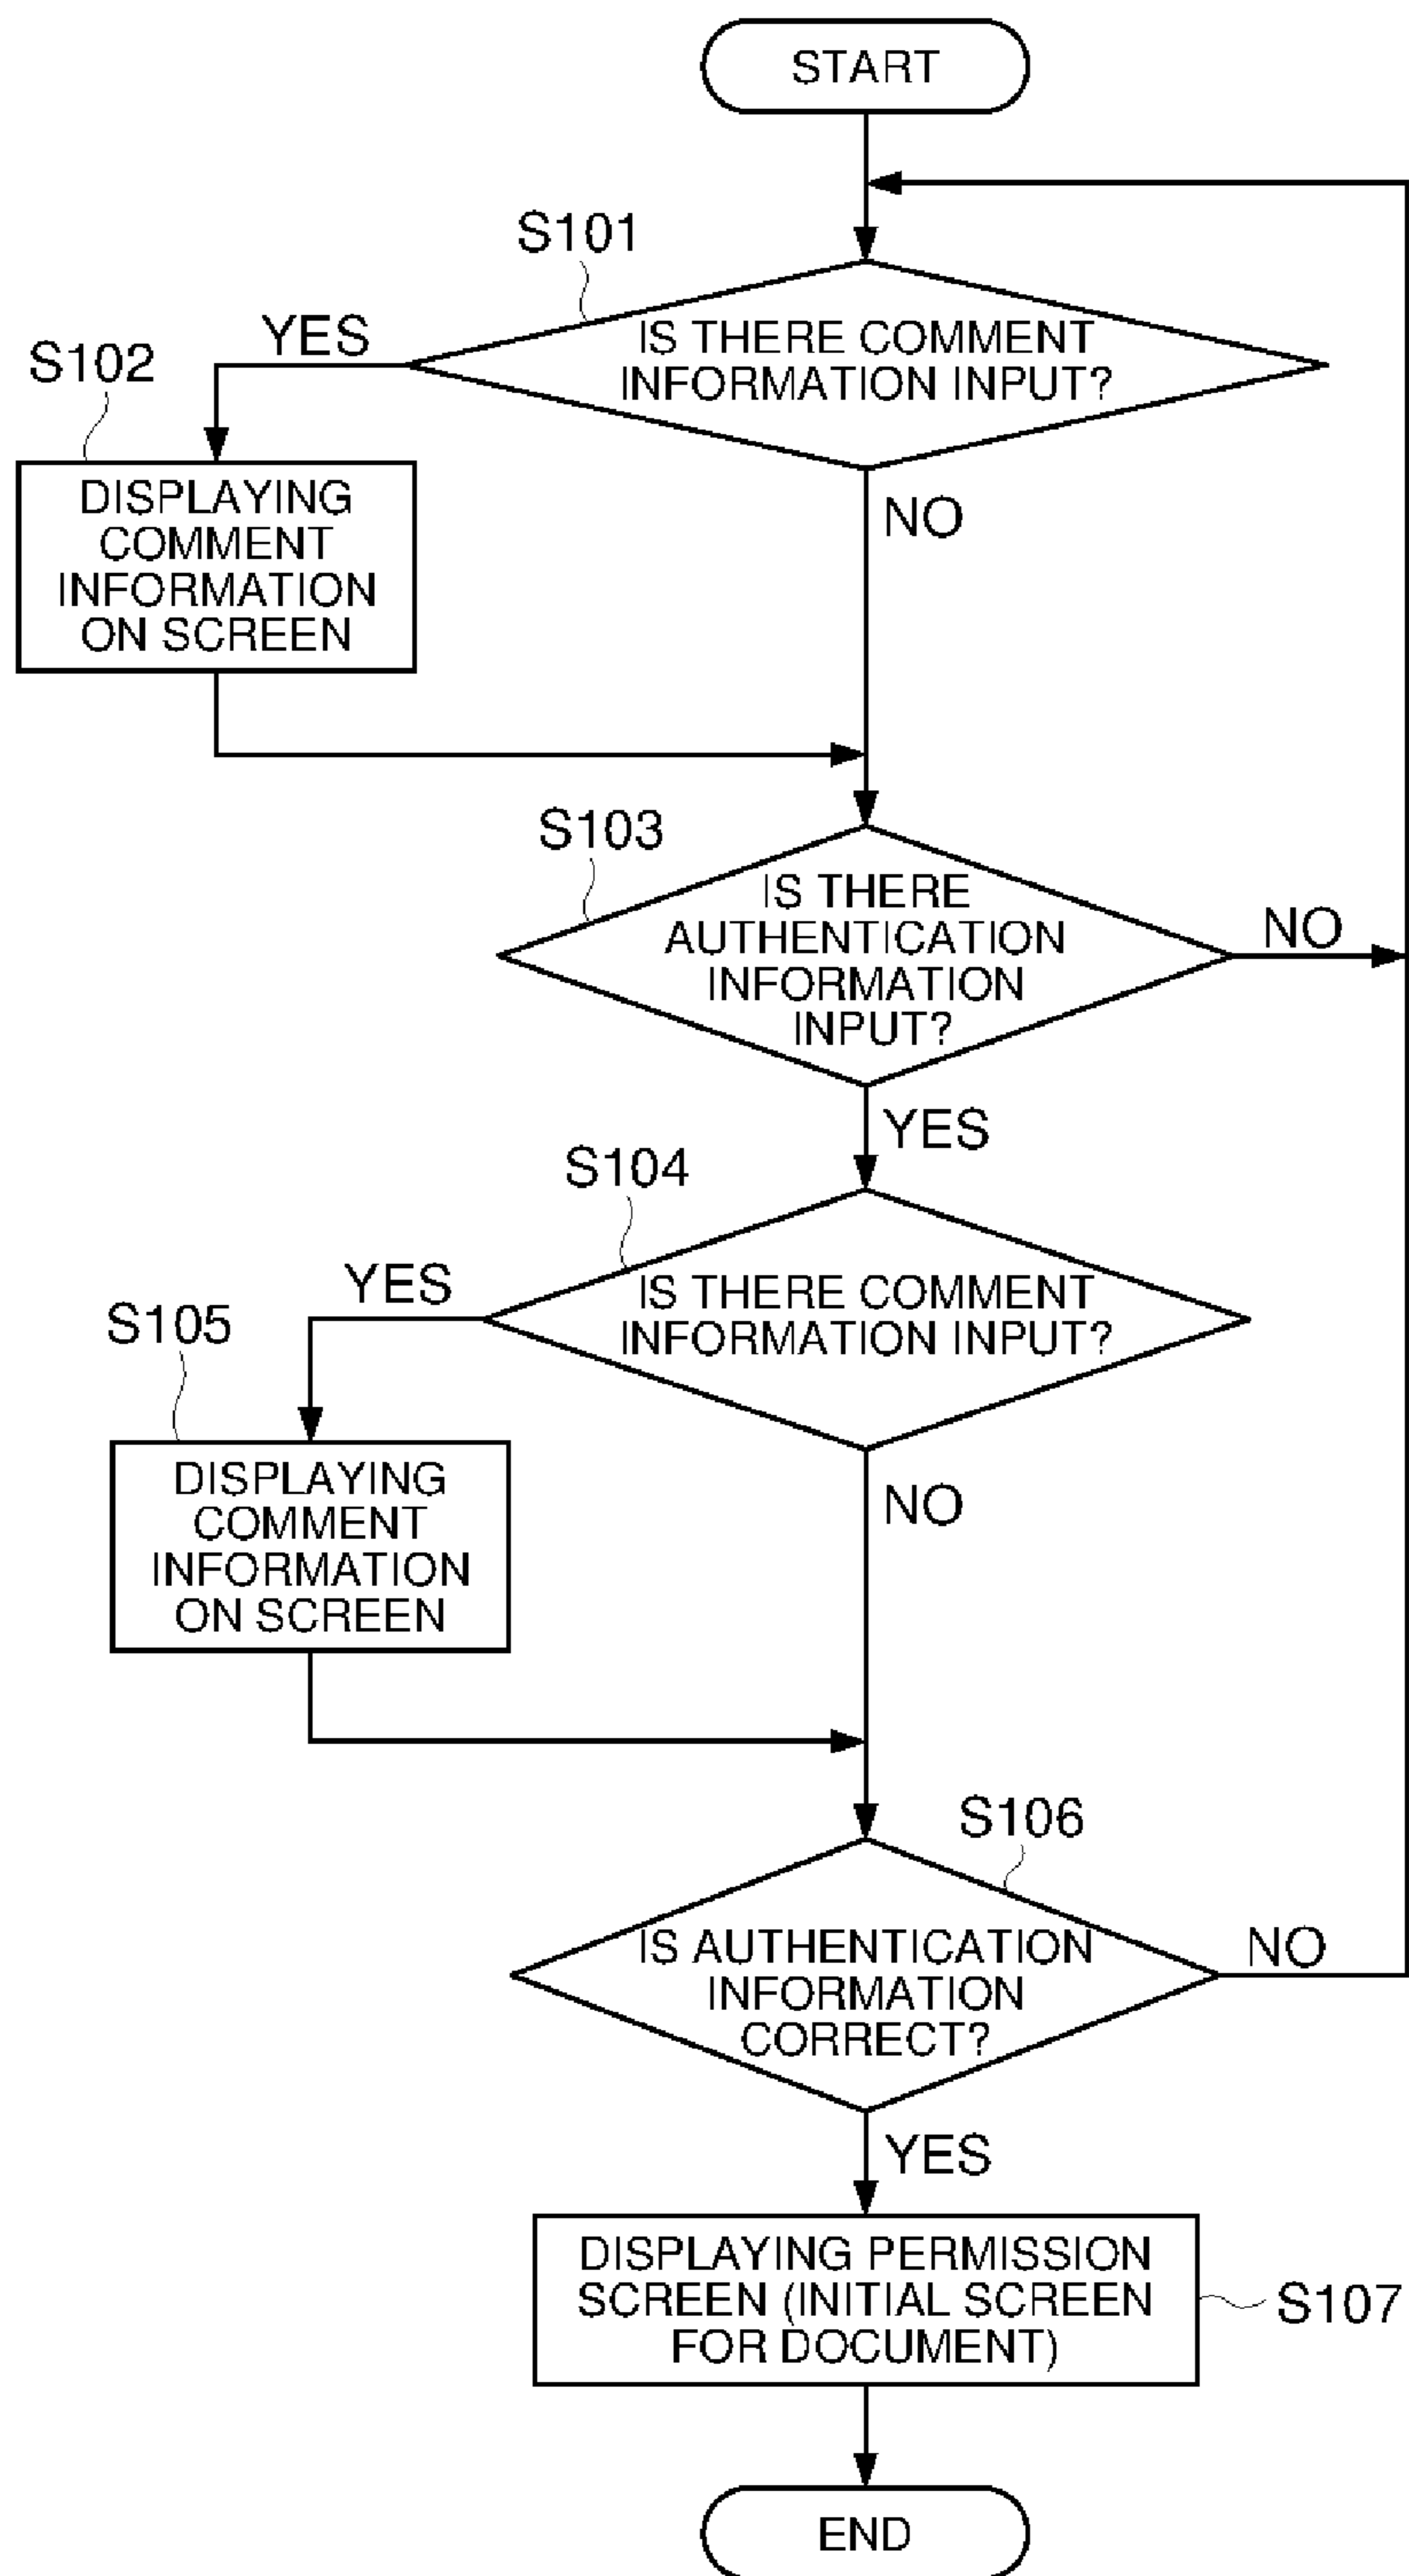 START
S101
IS THERE COMMENT
INFORMATION INPUT?
YES
S102
DISPLAYING
COMMENT
INFORMATION
ON SCREEN
NO
S103
IS THERE
AUTHENTICATION
INFORMATION
INPUT?
NO
YES
S104
IS THERE COMMENT
INFORMATION INPUT?
YES
S105
DISPLAYING
COMMENT
INFORMATION
ON SCREEN
NO
S106
IS AUTHENTICATION
INFORMATION
CORRECT?
NO
YES
DISPLAYING PERMISSION
SCREEN (INITIAL SCREEN
FOR DOCUMENT)
S107
END